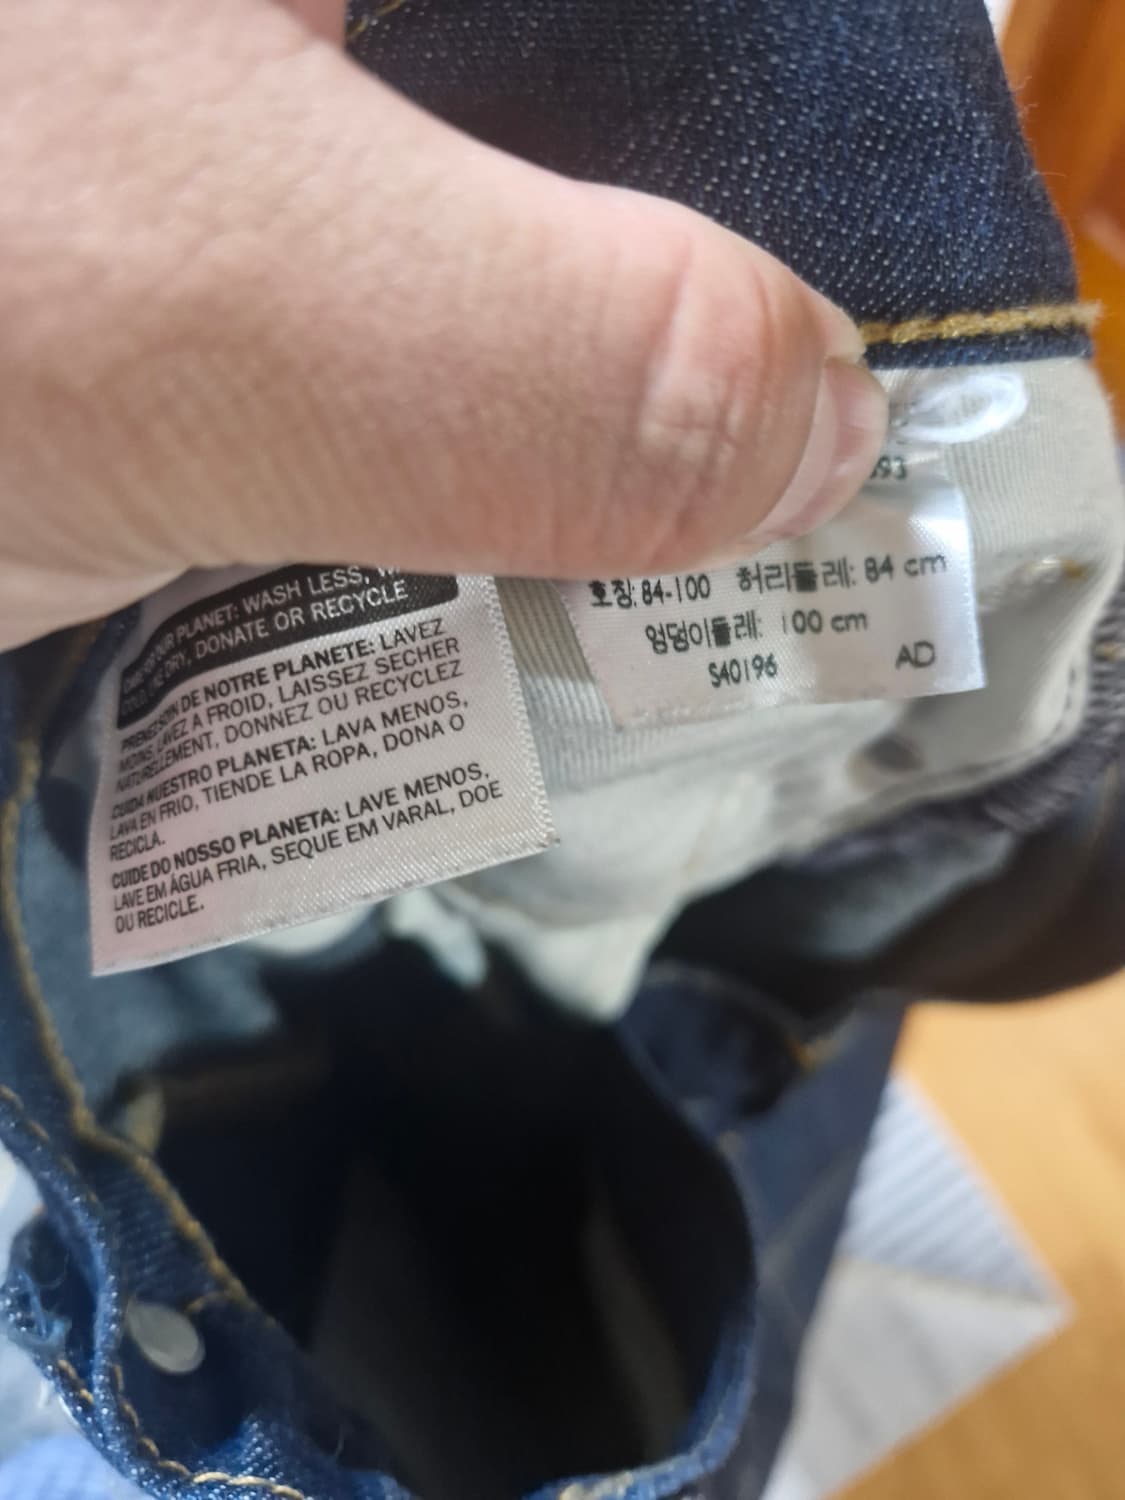 PLANET: WASH LESS,
DRY, DONATE OR RECYCLE
DE NOTRE PLANETE: LAVEZ
MOINS, LAVEZ A FROID, LAISSEZ SECHER
NATURELLEMENT, DONNEZ OU RECYCLEZ
CUIDA NUESTRO PLANETA: LAVA MENOS,
LAVA EN FRIO, TIENDE LA ROPA, DONA O
RECICLA.
CUIDE DO NOSSO PLANETA: LAVE MENOS,
LAVE EM ÁGUA FRIA, SEQUE EM VARAL, DOE
OU RECICLE.
93
호칭: 84-100 허리둘레: 84 cm
엉덩이둘레: 100 cm
S40196 AD